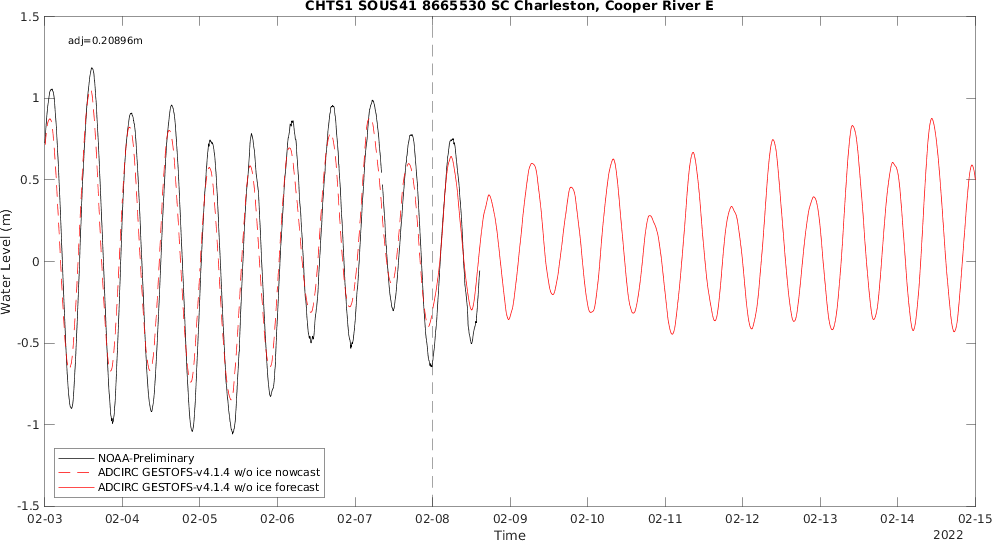 CHTS1 SOUS41 8665530 SC Charleston, Cooper River E
adj=0.20896m
1.5
1
0.5
0
-0.5
-1
-1.5
Water Level (m)
NOAA-Preliminary
ADCIRC GESTOFS-v4.1.4 w/o ice nowcast
ADCIRC GESTOFS-v4.1.4 w/o ice forecast
02-03 02-04 02-05 02-06 02-07 02-08 02-09 02-10 02-11 02-12 02-13 02-14 02-15
Time
2022